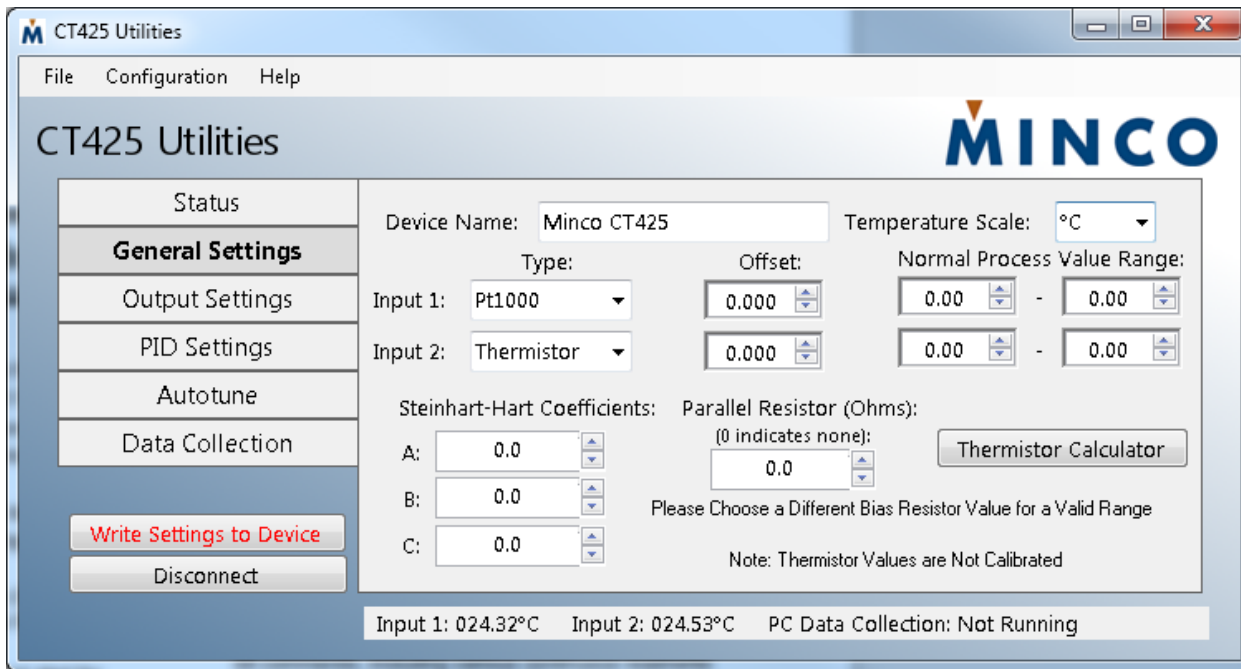 CT425 Utilities
File Configuration Help
CT425 Utilities
MINCO
Status
General Settings
Output Settings
PID Settings
Autotune
Data Collection
Write Settings to Device
Disconnect
Device Name: Minco CT425 Temperature Scale: °C
Type: Offset: Normal Process Value Range:
Input 1: Pt1000 0.000 0.00 - 0.00
Input 2: Thermistor 0.000 0.00 - 0.00
Steinhart-Hart Coefficients: Parallel Resistor (Ohms):
(0 indicates none):
A: 0.0 0.0 Thermistor Calculator
B: 0.0 Please Choose a Different Bias Resistor Value for a Valid Range
C: 0.0 Note: Thermistor Values are Not Calibrated
Input 1: 024.32°C Input 2: 024.53°C PC Data Collection: Not Running